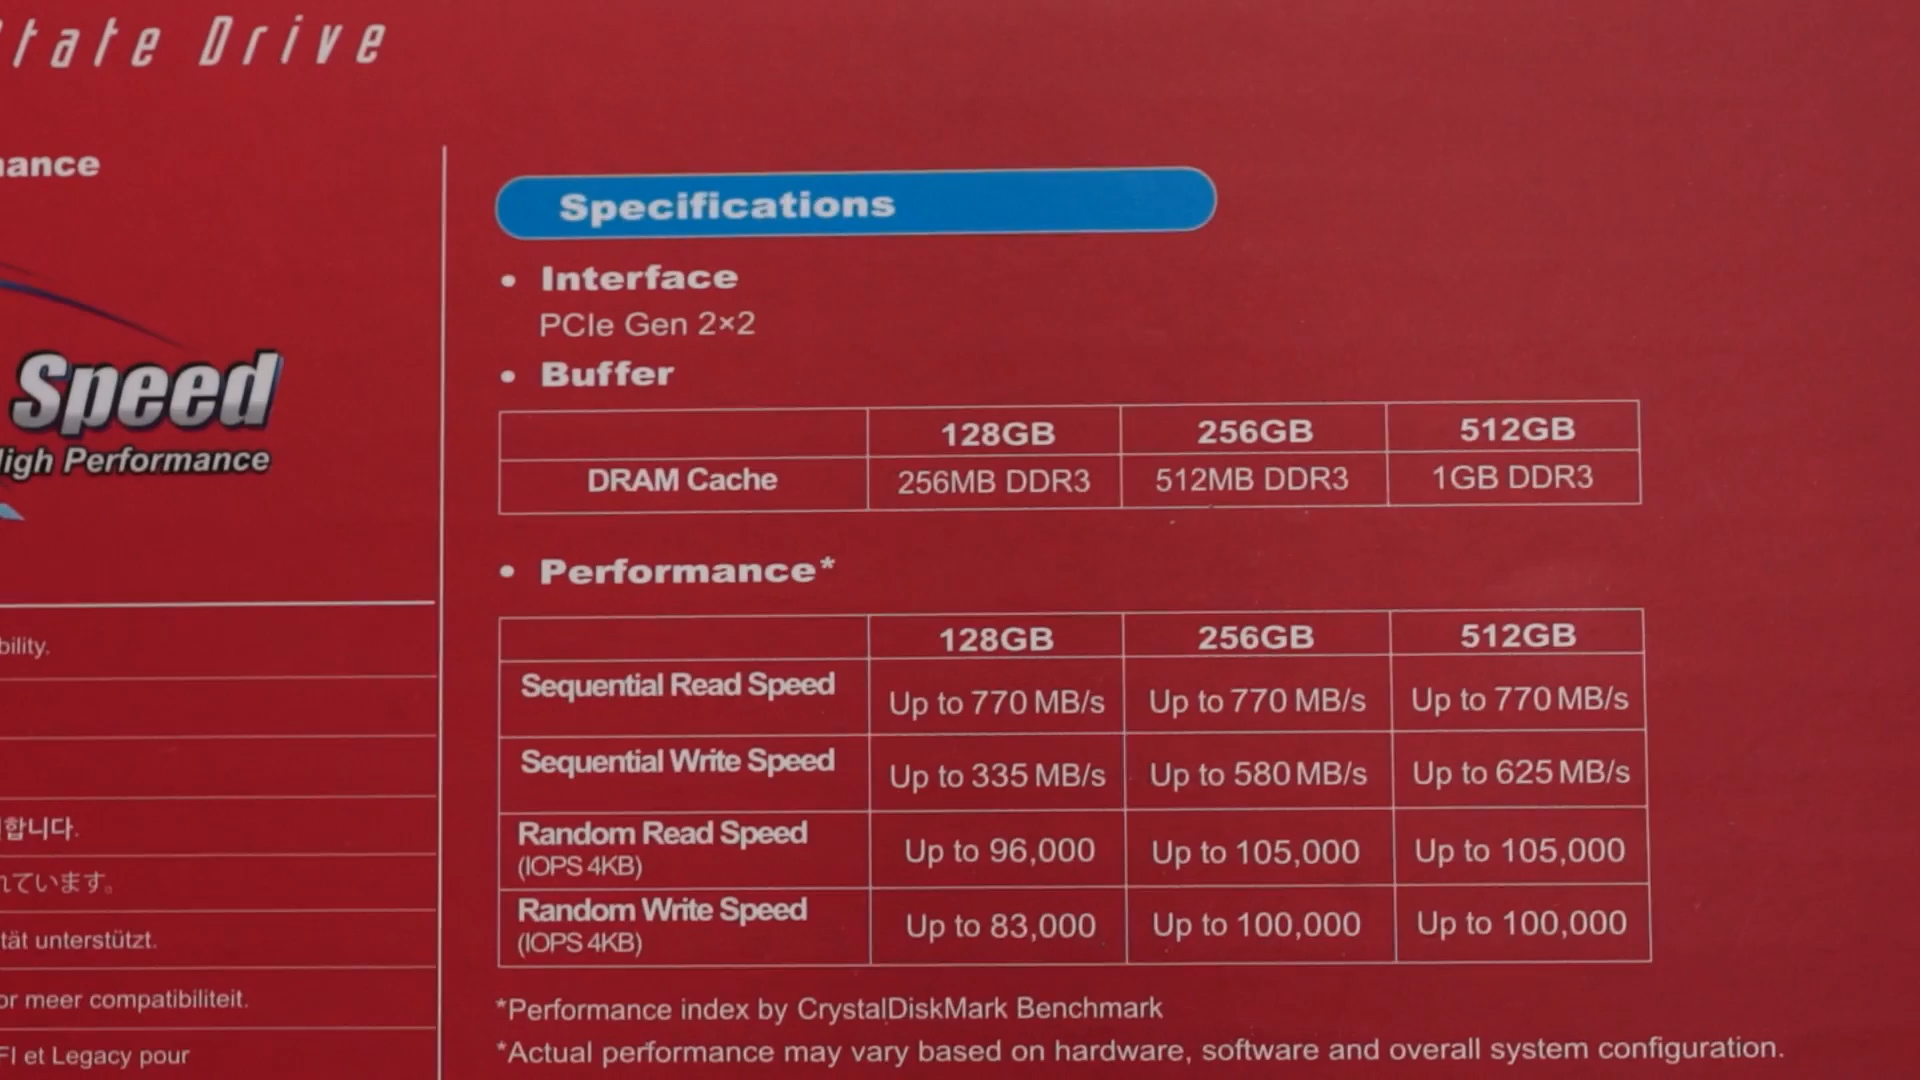 tate Drive
ance
Speed
High Performance
bility.
합니다.
れています。
tät unterstützt.
or meer compatibiliteit.
FI et Legacy pour
Specifications
• Interface
PCIe Gen 2×2
• Buffer
128GB 256GB 512GB
DRAM Cache 256MB DDR3 512MB DDR3 1GB DDR3
• Performance*
128GB 256GB 512GB
Sequential Read Speed Up to 770 MB/s Up to 770 MB/s Up to 770 MB/s
Sequential Write Speed Up to 335 MB/s Up to 580 MB/s Up to 625 MB/s
Random Read Speed (IOPS 4KB) Up to 96,000 Up to 105,000 Up to 105,000
Random Write Speed (IOPS 4KB) Up to 83,000 Up to 100,000 Up to 100,000
*Performance index by CrystalDiskMark Benchmark
*Actual performance may vary based on hardware, software and overall system configuration.